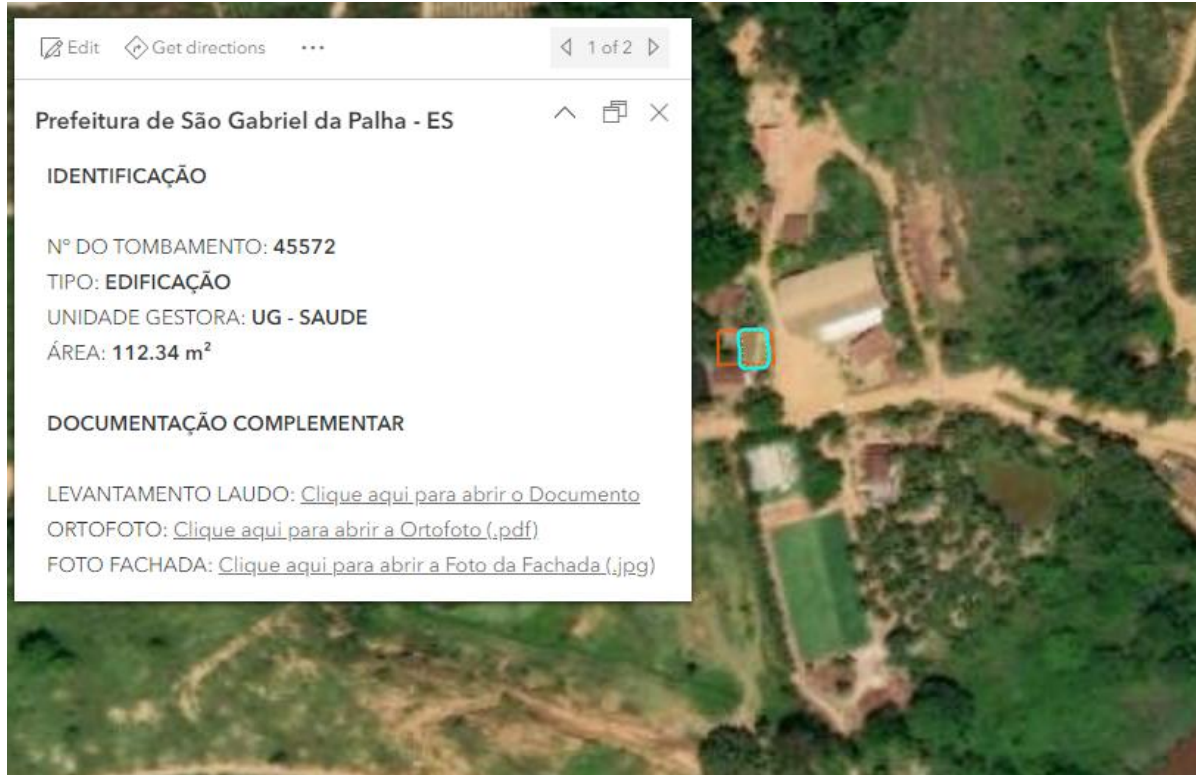 Edit Get directions ... 1 of 2
Prefeitura de São Gabriel da Palha - ES
IDENTIFICAÇÃO
Nº DO TOMBAMENTO: 45572
TIPO: EDIFICAÇÃO
UNIDADE GESTORA: UG - SAUDE
ÁREA: 112.34 m²
DOCUMENTAÇÃO COMPLEMENTAR
LEVANTAMENTO LAUDO: Clique aqui para abrir o Documento
ORTOFOTO: Clique aqui para abrir a Ortofoto (.pdf)
FOTO FACHADA: Clique aqui para abrir a Foto da Fachada (.jpg)